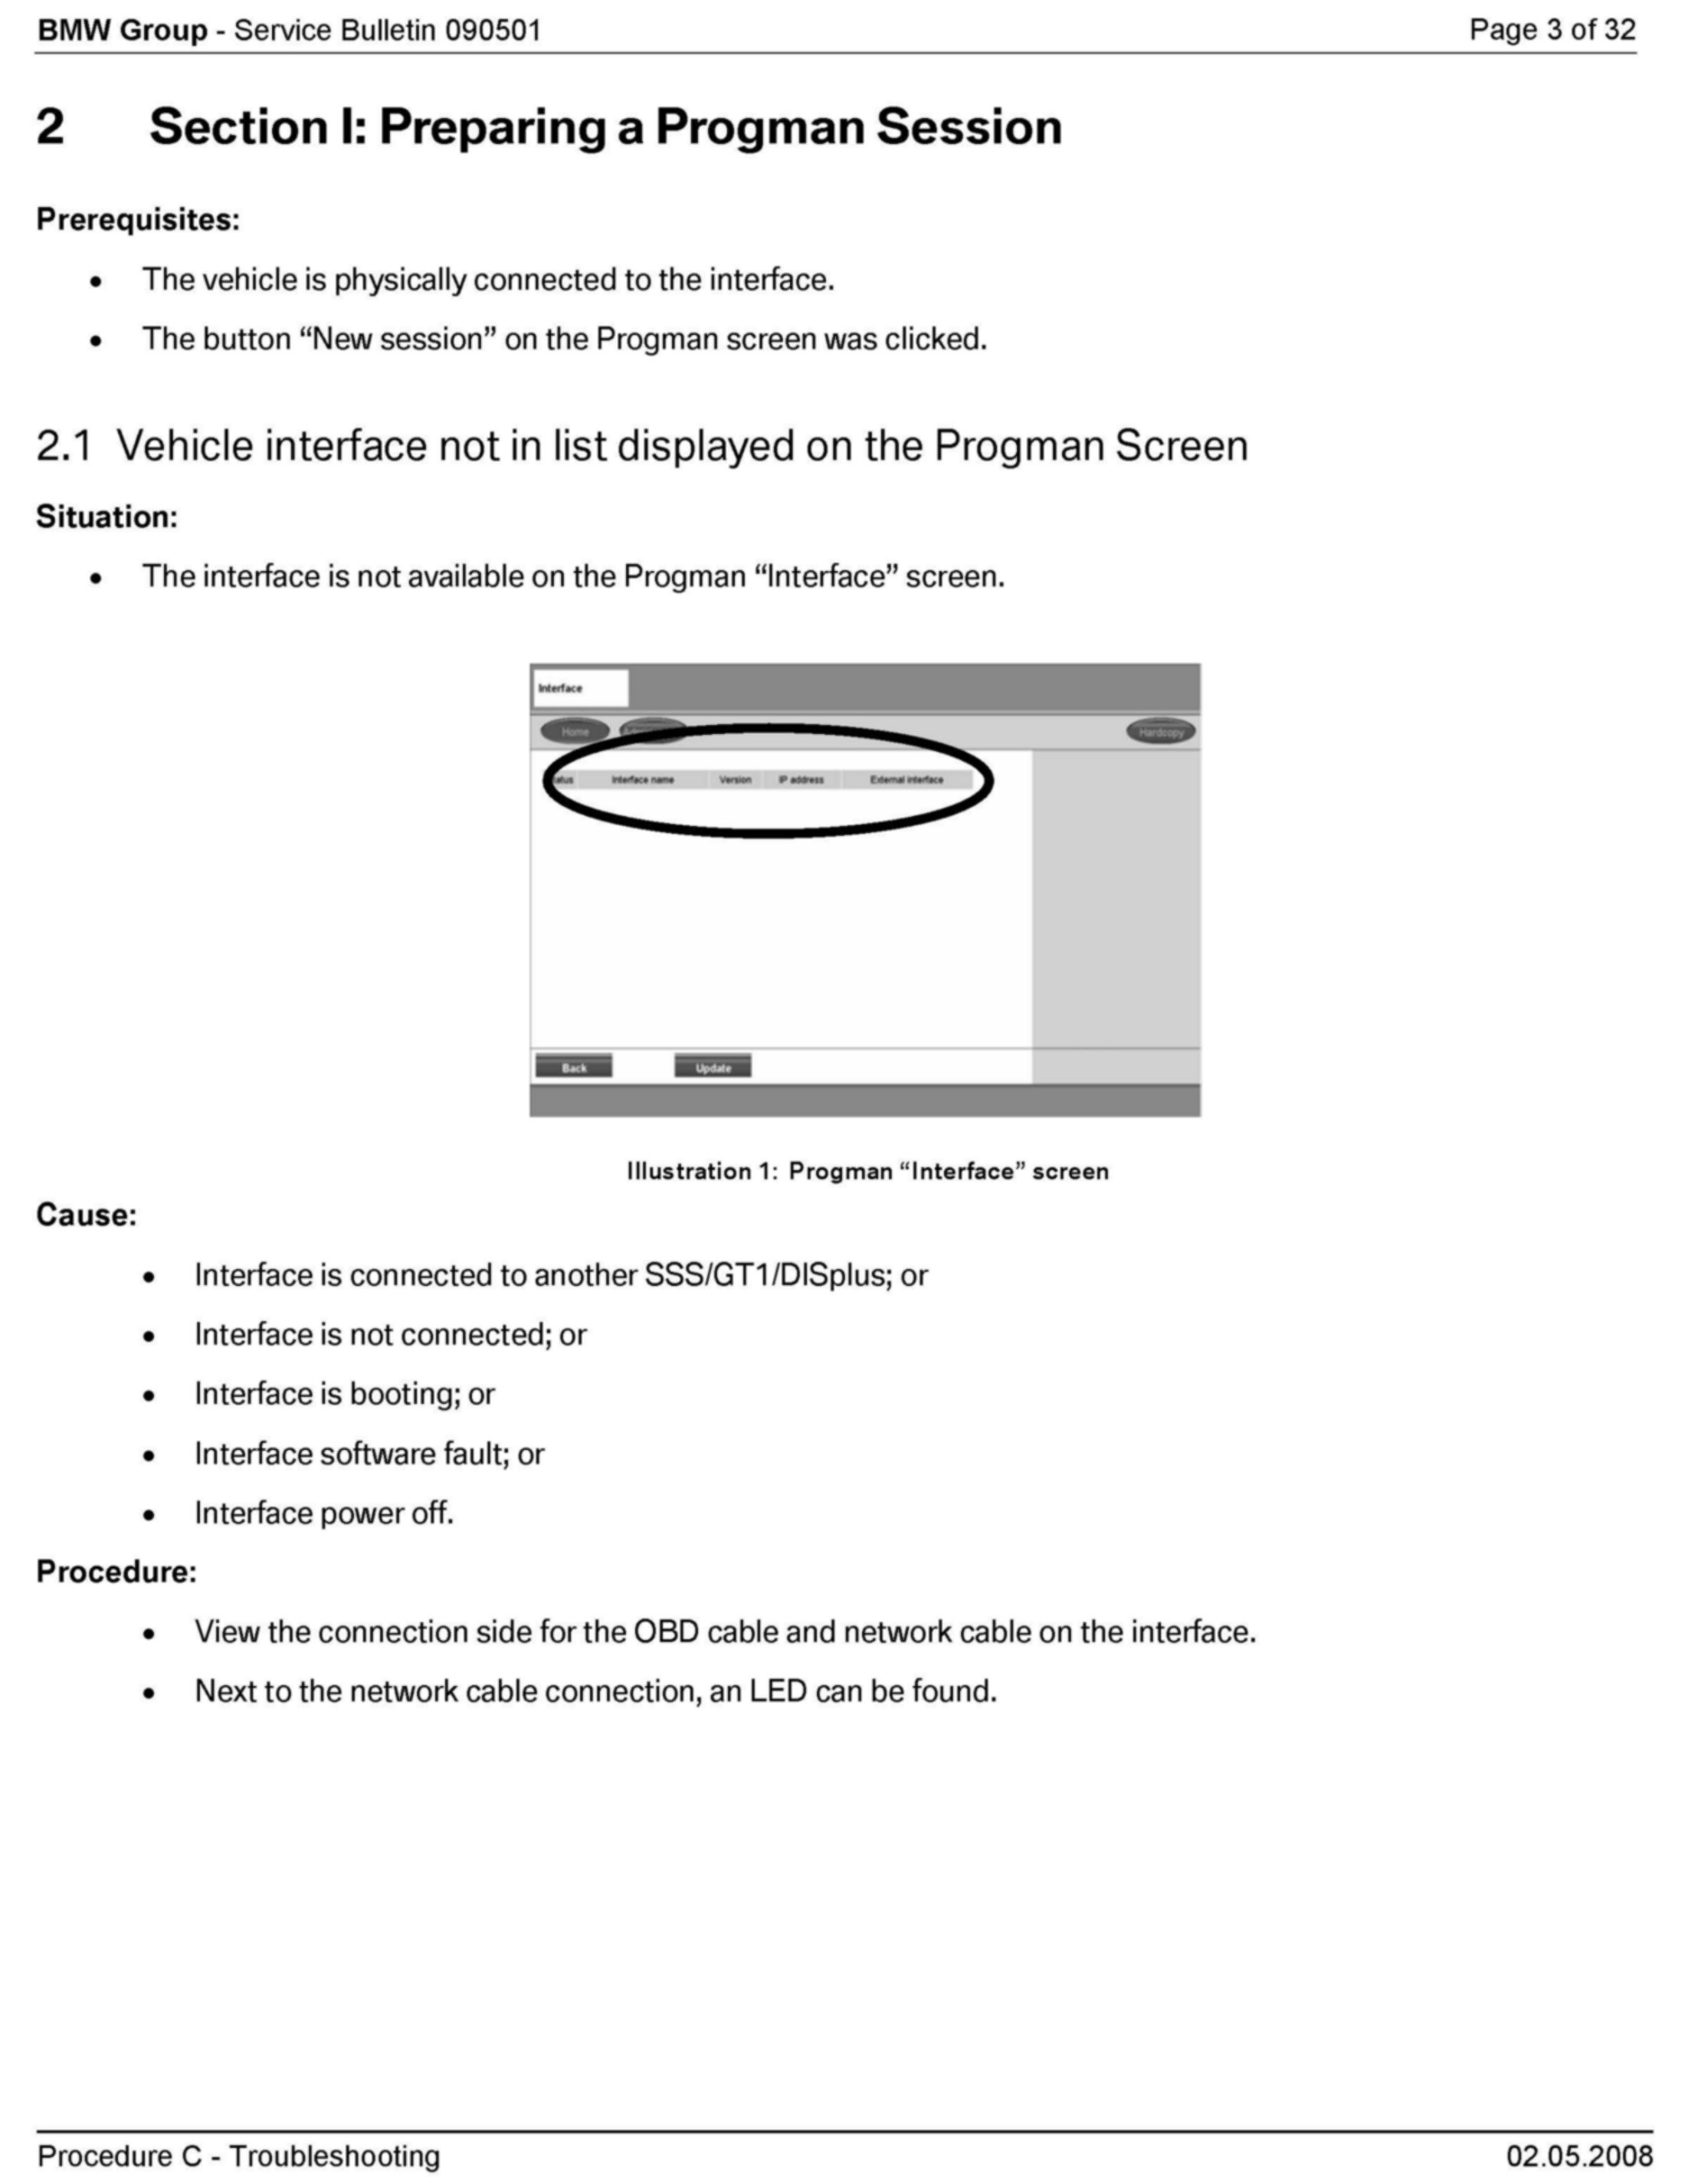 BMW Group - Service Bulletin 090501 Page 3 of 32
2 Section I: Preparing a Progman Session
Prerequisites:
• The vehicle is physically connected to the interface.
• The button “New session” on the Progman screen was clicked.
2.1 Vehicle interface not in list displayed on the Progman Screen
Situation:
• The interface is not available on the Progman “Interface” screen.
Interface
Home Hardcopy
Interface name Version IP address External interface
Back Update
Illustration 1: Progman “Interface” screen
Cause:
• Interface is connected to another SSS/GT1/DISplus; or
• Interface is not connected; or
• Interface is booting; or
• Interface software fault; or
• Interface power off.
Procedure:
• View the connection side for the OBD cable and network cable on the interface.
• Next to the network cable connection, an LED can be found.
Procedure C - Troubleshooting 02.05.2008